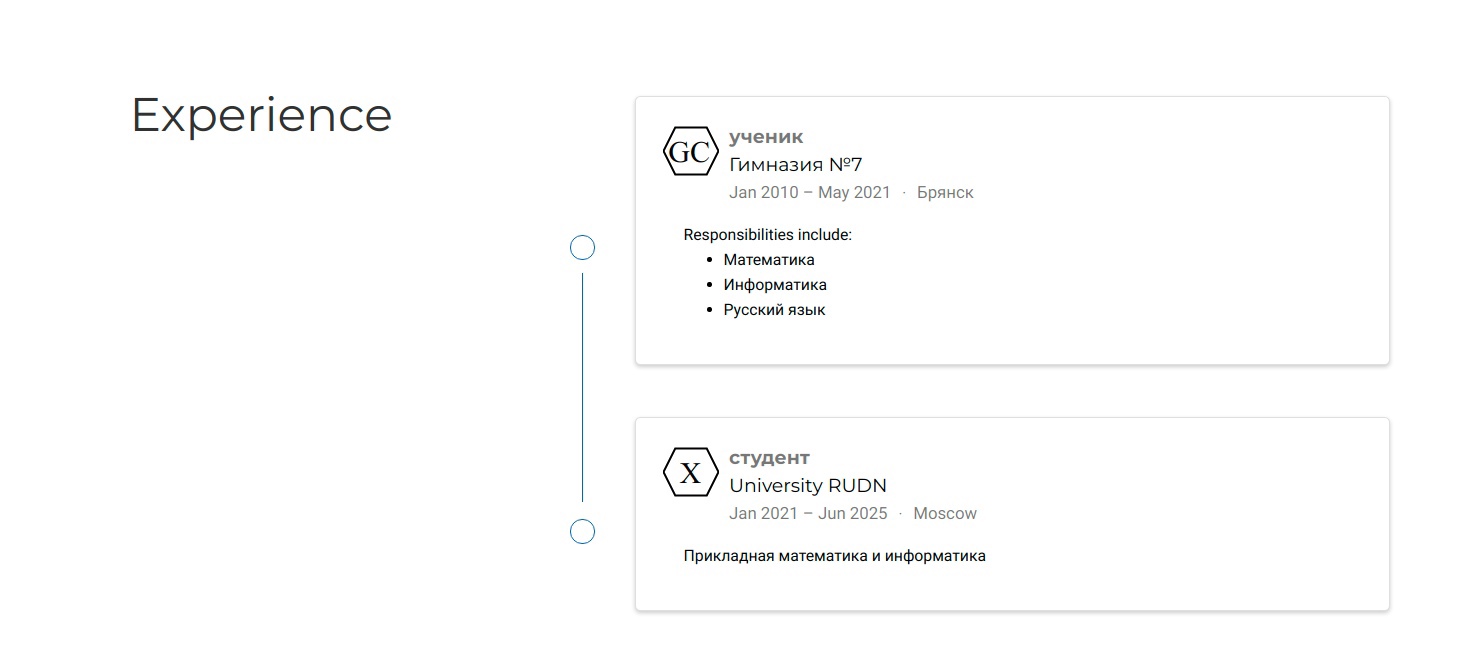 Experience
GC
ученик
Гимназия №7
Jan 2010 – May 2021 · Брянск
Responsibilities include:
• Математика
• Информатика
• Русский язык
X
студент
University RUDN
Jan 2021 – Jun 2025 · Moscow
Прикладная математика и информатика